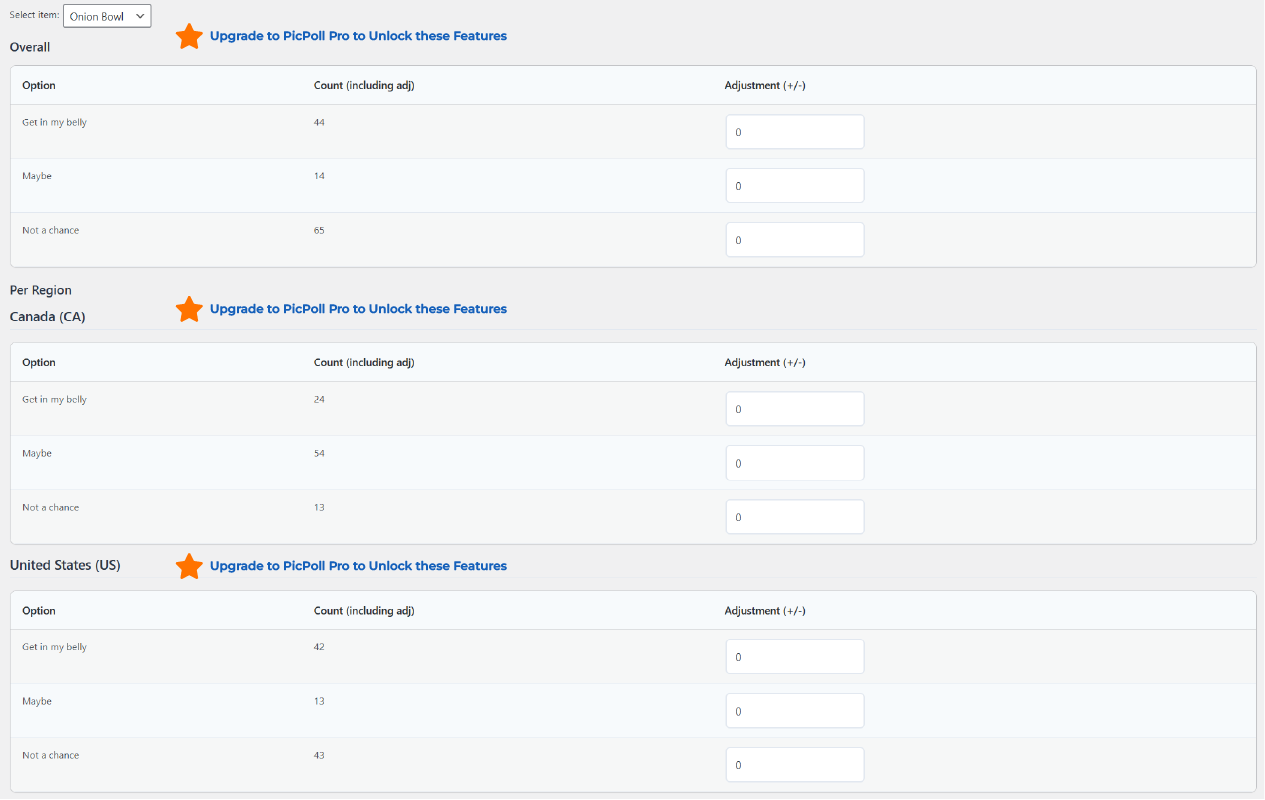 Select item: Onion Bowl
Upgrade to PicPoll Pro to Unlock these Features
Overall
Option Count (including adj) Adjustment (+/-)
Get in my belly 44 0
Maybe 14 0
Not a chance 65 0
Per Region
Upgrade to PicPoll Pro to Unlock these Features
Canada (CA)
Option Count (including adj) Adjustment (+/-)
Get in my belly 24 0
Maybe 54 0
Not a chance 13 0
United States (US) Upgrade to PicPoll Pro to Unlock these Features
Option Count (including adj) Adjustment (+/-)
Get in my belly 42 0
Maybe 13 0
Not a chance 43 0